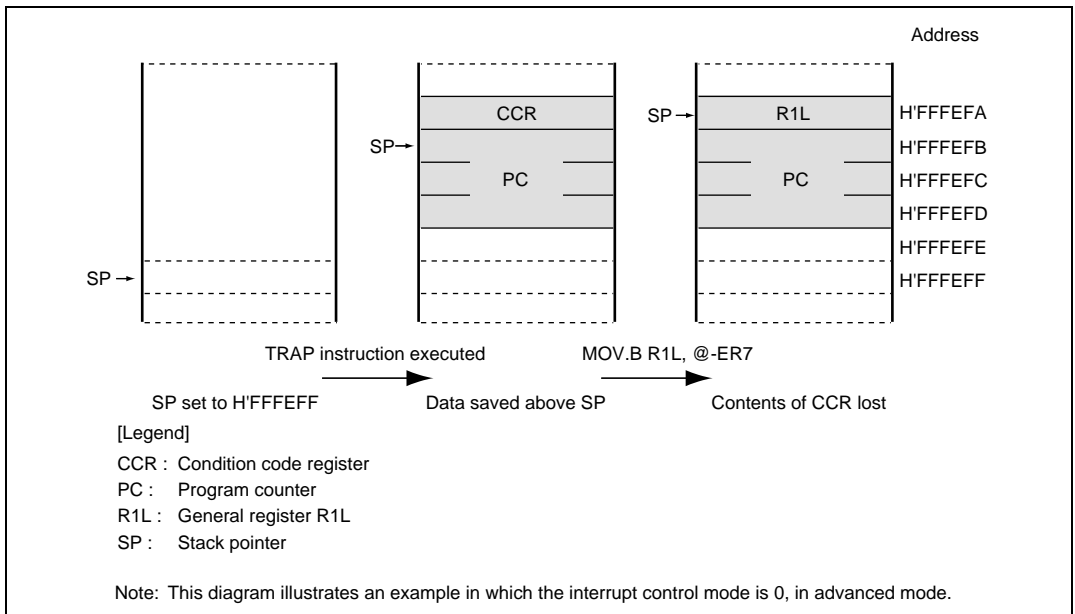 Address
CCR
SP
R1L
H'FFFEFA
SP
H'FFFEFB
PC
PC
H'FFFEFC
H'FFFEFD
H'FFFEFE
SP
H'FFFEFF
TRAP instruction executed
MOV.B R1L, @-ER7
SP set to H'FFFEFF
Data saved above SP
Contents of CCR lost
[Legend]
CCR : Condition code register
PC : Program counter
R1L : General register R1L
SP : Stack pointer
Note: This diagram illustrates an example in which the interrupt control mode is 0, in advanced mode.